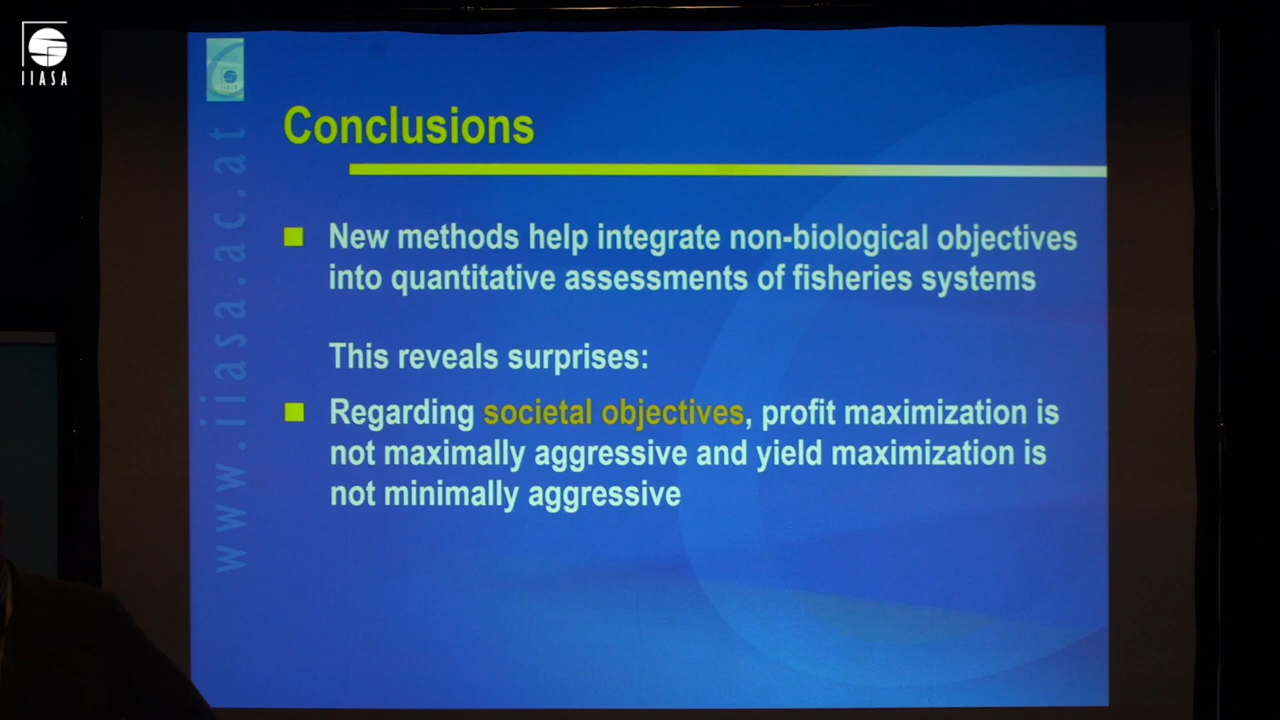 IIASA
www.iiasa.ac.at
Conclusions
New methods help integrate non-biological objectives
into quantitative assessments of fisheries systems
This reveals surprises:
Regarding societal objectives, profit maximization is
not maximally aggressive and yield maximization is
not minimally aggressive